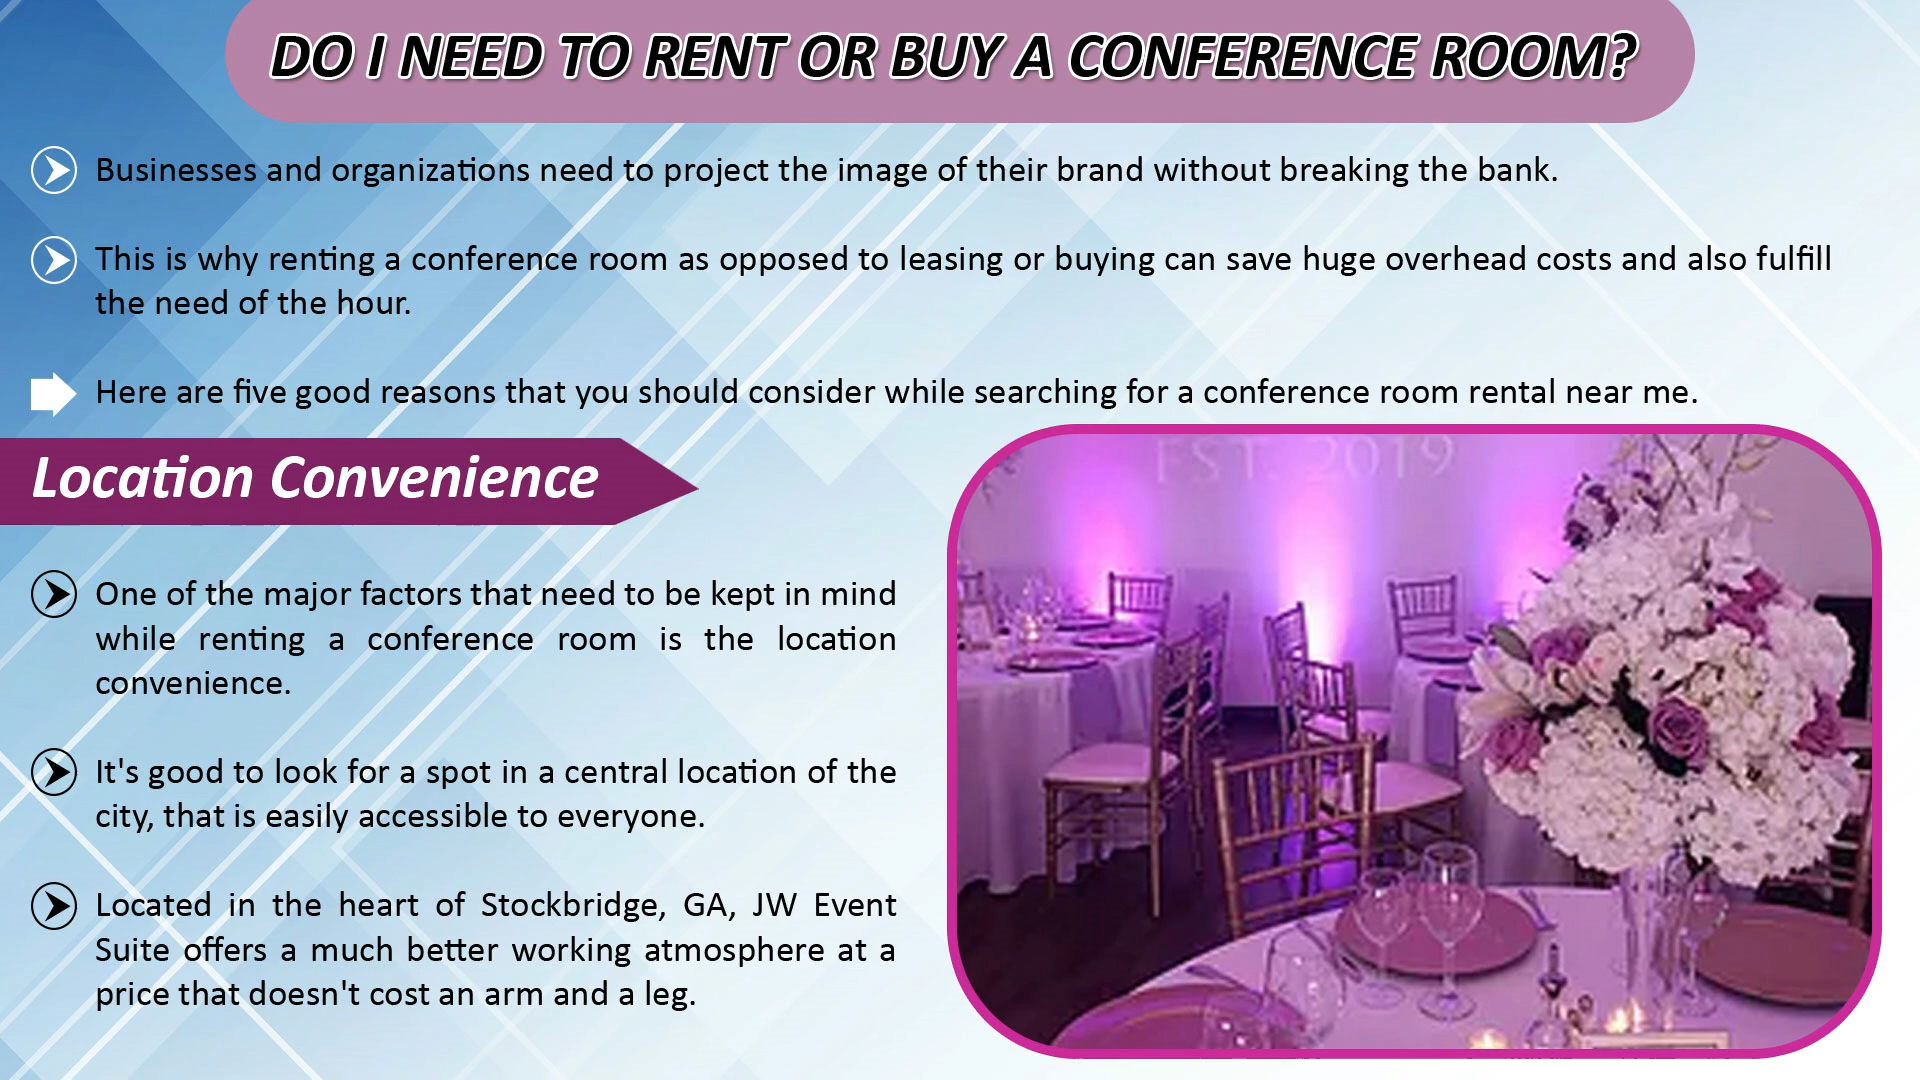 DO I NEED TO RENT OR BUY A CONFERENCE ROOM?
Businesses and organizations need to project the image of their brand without breaking the bank.
This is why renting a conference room as opposed to leasing or buying can save huge overhead costs and also fulfill
the need of the hour.
Here are five good reasons that you should consider while searching for a conference room rental near me.
Location Convenience
One of the major factors that need to be kept in mind
while renting a conference room is the location
convenience.
It's good to look for a spot in a central location of the
city, that is easily accessible to everyone.
Located in the heart of Stockbridge, GA, JW Event
Suite offers a much better working atmosphere at a
price that doesn't cost an arm and a leg.
EST 2019